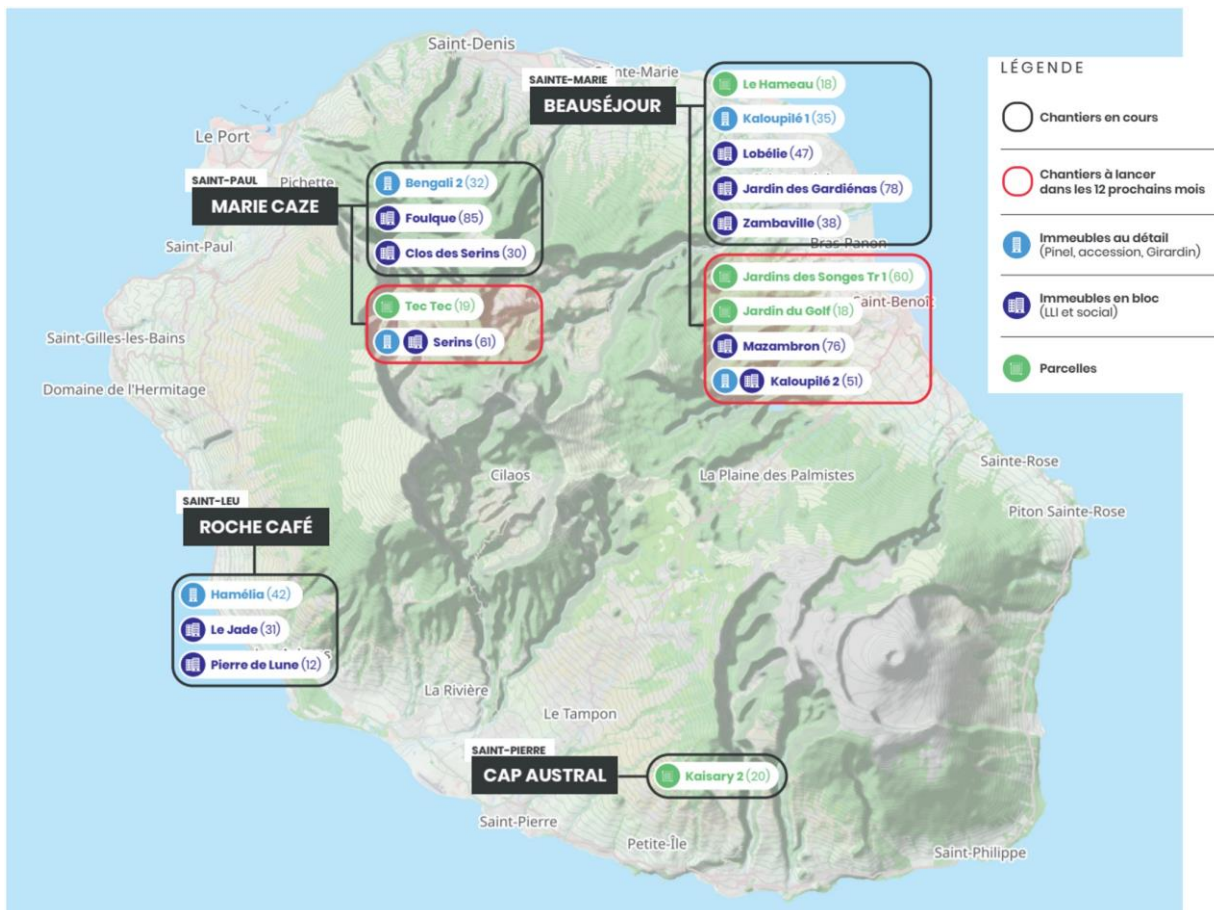 Saint-Denis
SAINTE-MARIE
BEAUSÉJOUR
Le Hameau (18)
Kaloupilé 1 (35)
Lobélie (47)
Jardin des Gardiénas (78)
Zambaville (38)
Jardins des Songes Tr 1 (60)
Jardin du Golf (18)
Saint-Benoît
Mazambron (76)
Kaloupilé 2 (51)
LÉGENDE
Chantiers en cours
Chantiers à lancer
dans les 12 prochains mois
Immeubles au détail
(Pinel, accession, Girardin)
Immeubles en bloc
(LLI et social)
Parcelles
Le Port
SAINT-PAUL
Pichette
MARIE CAZE
Bengali 2 (32)
Foulque (85)
Clos des Serins (30)
Tec Tec (19)
Serins (61)
Saint-Paul
Saint-Gilles-les-Bains
Domaine de l'Hermitage
Cilaos
La Plaine des Palmistes
Sainte-Rose
Piton Sainte-Rose
SAINT-LEU
ROCHE CAFÉ
Hamélia (42)
Le Jade (31)
Pierre de Lune (12)
La Rivière
Le Tampon
SAINT-PIERRE
CAP AUSTRAL
Kaisary 2 (20)
Saint-Pierre
Petite-Île
Saint-Philippe